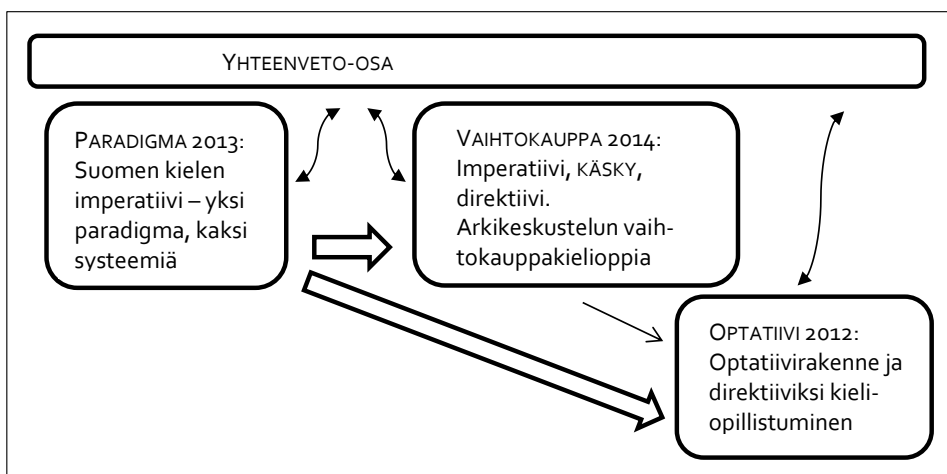 YHTEENVETO-OSA
PARADIGMA 2013:
Suomen kielen
imperatiivi – yksi
paradigma, kaksi
systeemiä
VAIHTOKAUPPA 2014:
Imperatiivi, KÄSKY,
direktiivi.
Arkikeskustelun vaih-
tokauppakielioppia
OPTATIIVI 2012:
Optatiivirakenne ja
direktiiviksi kieli-
opillistuminen